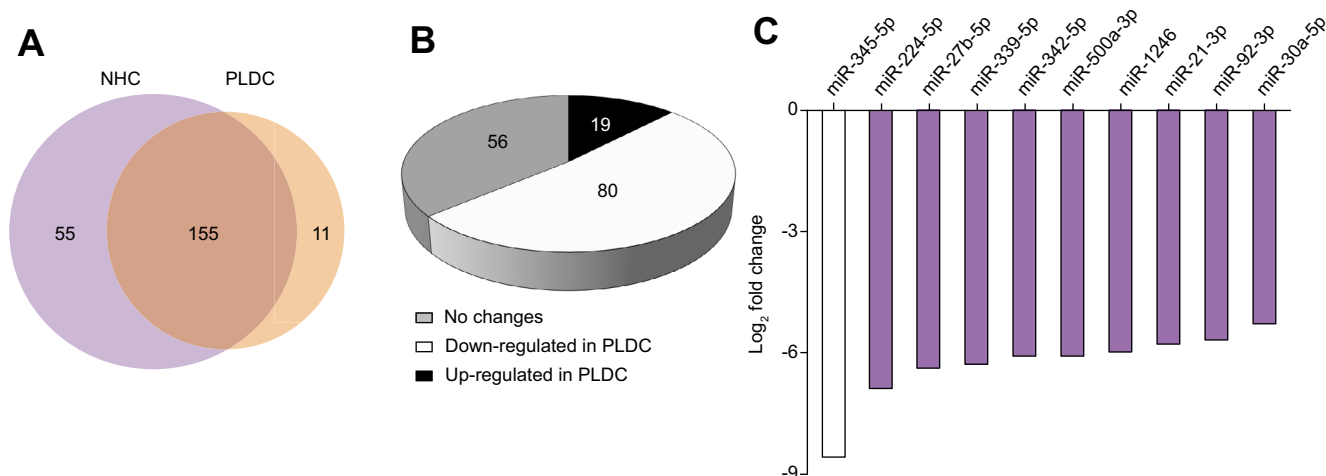 A
NHC
PLDC
55
155
11
B
56
19
80
No changes
Down-regulated in PLDC
Up-regulated in PLDC
C
miR-345-5p
miR-224-5p
miR-27b-5p
miR-339-5p
miR-342-5p
miR-500a-3p
miR-1246
miR-21-3p
miR-92-3p
miR-30a-5p
Log₂ fold change
0
-3
-6
-9